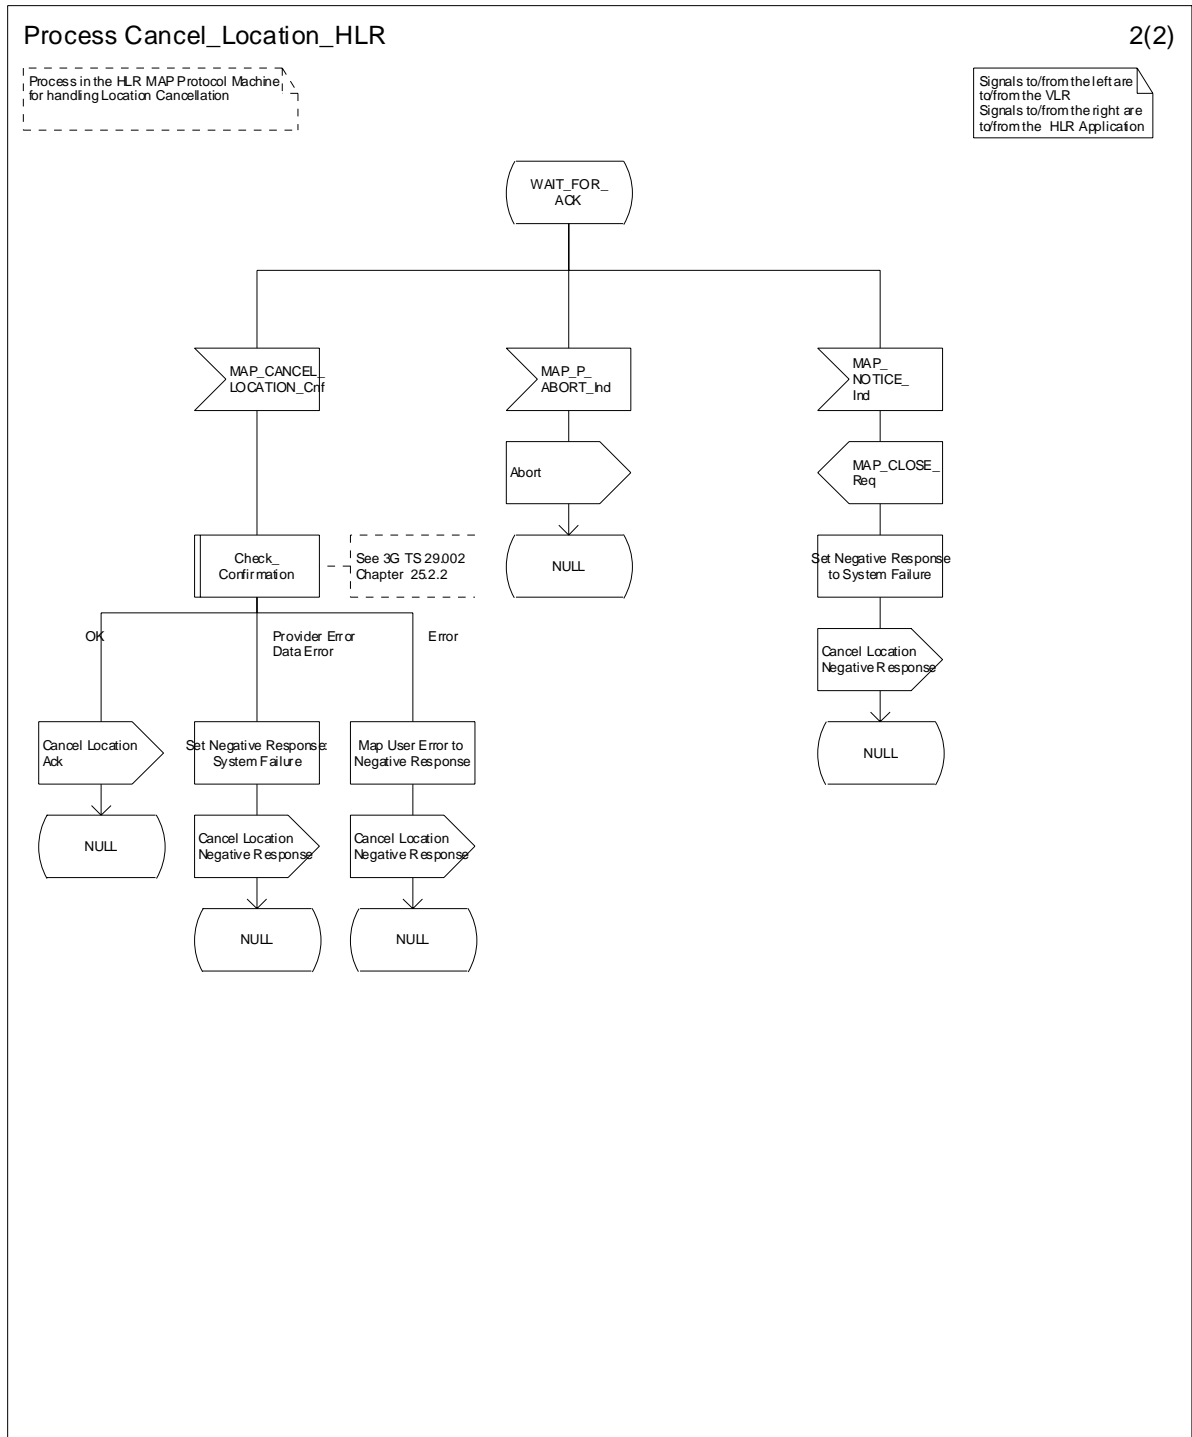 Process Cancel_Location_HLR
2(2)
Process in the HLR MAP Protocol Machine
for handling Location Cancellation
Signals to/from the left are
to/from the VLR
Signals to/from the right are
to/from the HLR Application
WAIT_FOR_
ACK
MAP_CANCEL_
LOCATION_Cnf
MAP_P_
ABORT_Ind
MAP_
NOTICE_
Ind
Abort
MAP_CLOSE_
Req
Check_
Confirmation
See 3G TS 29.002
Chapter 25.2.2
NULL
Set Negative Response
to System Failure
OK
Provider Error
Data Error
Error
Cancel Location
Negative Response
Cancel Location
Ack
Set Negative Response:
System Failure
Map User Error to
Negative Response
NULL
NULL
Cancel Location
Negative Response
Cancel Location
Negative Response
NULL
NULL